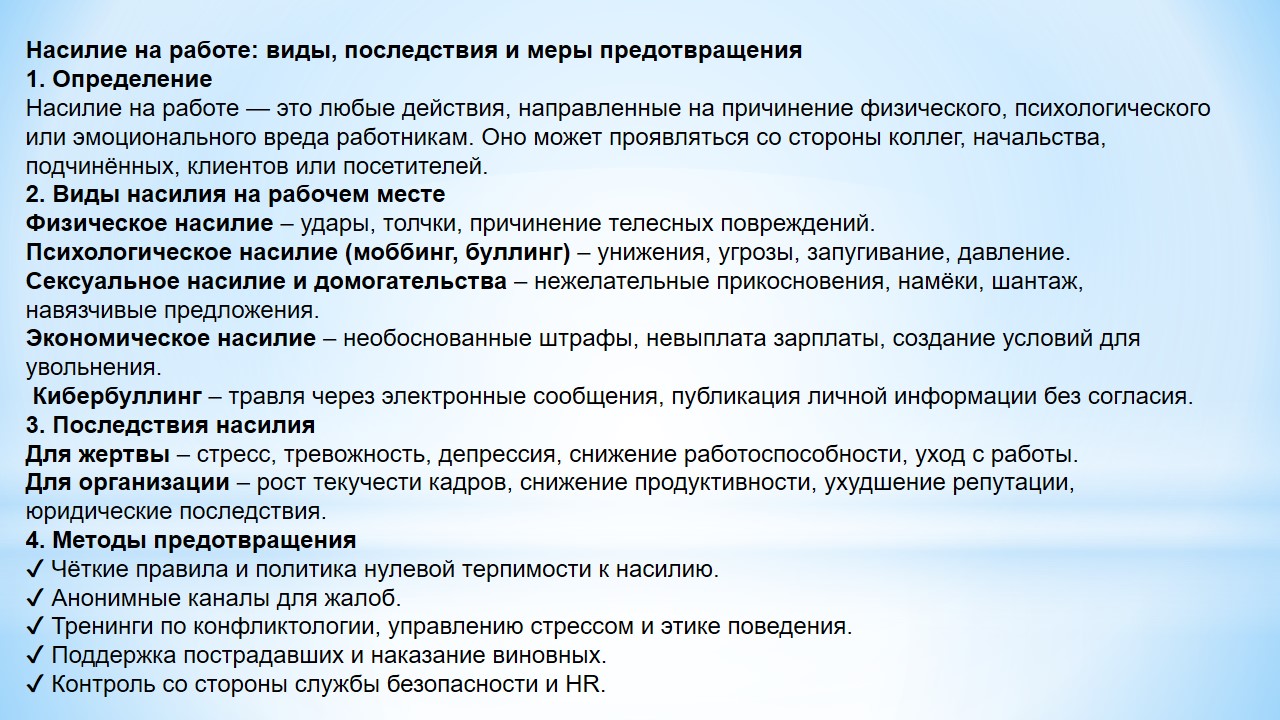 Насилие на работе: виды, последствия и меры предотвращения
1. Определение
Насилие на работе — это любые действия, направленные на причинение физического, психологического
или эмоционального вреда работникам. Оно может проявляться со стороны коллег, начальства,
подчинённых, клиентов или посетителей.
2. Виды насилия на рабочем месте
Физическое насилие – удары, толчки, причинение телесных повреждений.
Психологическое насилие (моббинг, буллинг) – унижения, угрозы, запугивание, давление.
Сексуальное насилие и домогательства – нежелательные прикосновения, намёки, шантаж,
навязчивые предложения.
Экономическое насилие – необоснованные штрафы, невыплата зарплаты, создание условий для
увольнения.
Кибербуллинг – травля через электронные сообщения, публикация личной информации без согласия.
3. Последствия насилия
Для жертвы – стресс, тревожность, депрессия, снижение работоспособности, уход с работы.
Для организации – рост текучести кадров, снижение продуктивности, ухудшение репутации,
юридические последствия.
4. Методы предотвращения
✓ Чёткие правила и политика нулевой терпимости к насилию.
✓ Анонимные каналы для жалоб.
✓ Тренинги по конфликтологии, управлению стрессом и этике поведения.
✓ Поддержка пострадавших и наказание виновных.
✓ Контроль со стороны службы безопасности и HR.